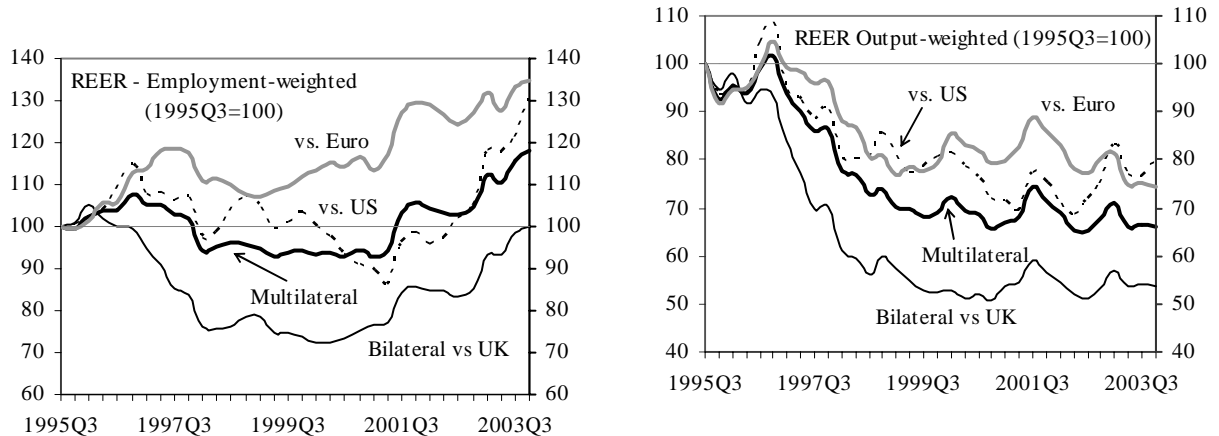 REER - Employment-weighted
(1995Q3=100)
140
130
120
110
100
90
80
70
60
140
130
120
110
100
90
80
70
60
vs. Euro
vs. US
Multilateral
Bilateral vs UK
1995Q3 1997Q3 1999Q3 2001Q3 2003Q3
REER Output-weighted (1995Q3=100)
110
100
90
80
70
60
50
40
110
100
90
80
70
60
50
40
vs. US
vs. Euro
Multilateral
Bilateral vs UK
1995Q3 1997Q3 1999Q3 2001Q3 2003Q3